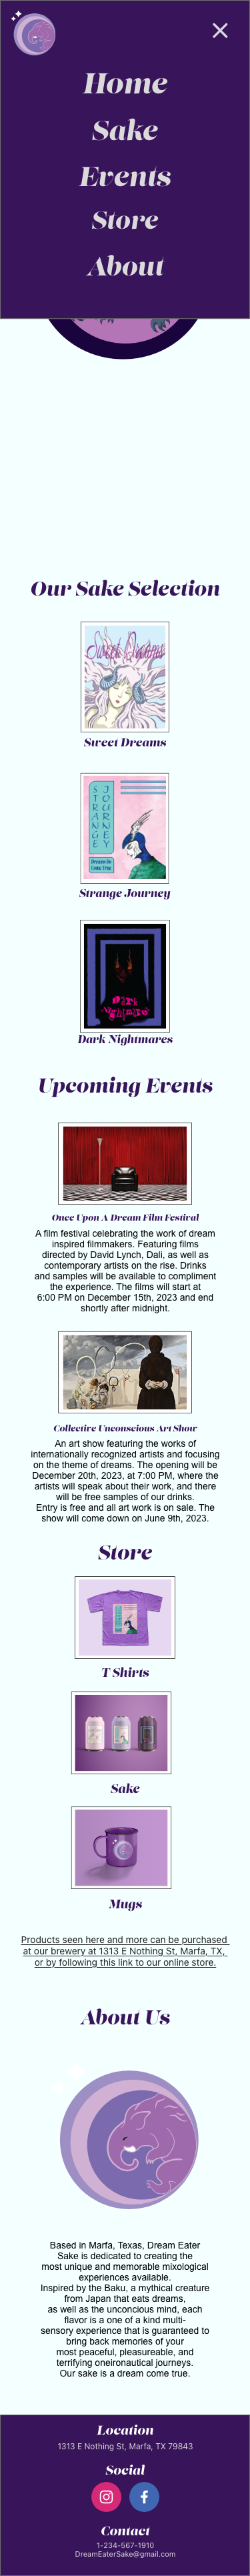 Home
Sake
Events
Store
About
Our Sake Selection
Sweet Dreams
Sweet Dreams
STRANGE
JOURNEY
Dreams Do
Come True
Strange Journey
Dark
Nightmares
Dark Nightmares
Upcoming Events
Once Upon A Dream Film Festival
A film festival celebrating the work of dream
inspired filmmakers. Featuring films
directed by David Lynch, Dali, as well as
contemporary artists on the rise. Drinks
and samples will be available to compliment
the experience. The films will start at
6:00 PM on December 15th, 2023 and end
shortly after midnight.
Collective Unconscious Art Show
An art show featuring the works of
internationally recognized artists and focusing
on the theme of dreams. The opening will be
December 20th, 2023, at 7:00 PM, where the
artists will speak about their work, and there
will be free samples of our drinks.
Entry is free and all art work is on sale. The
show will come down on June 9th, 2023.
Store
T Shirts
Sake
Mugs
Products seen here and more can be purchased
at our brewery at 1313 E Nothing St, Marfa, TX,
or by following this link to our online store.
About Us
Based in Marfa, Texas, Dream Eater
Sake is dedicated to creating the
most unique and memorable mixological
experiences available.
Inspired by the Baku, a mythical creature
from Japan that eats dreams,
as well as the unconcious mind, each
flavor is a one of a kind multi-
sensory experience that is guaranteed to
bring back memories of your
most peaceful, pleasureable, and
terrifying oneironautical journeys.
Our sake is a dream come true.
Location
1313 E Nothing St, Marfa, TX 79843
Social
Contact
1-234-567-1910
DreamEaterSake@gmail.com